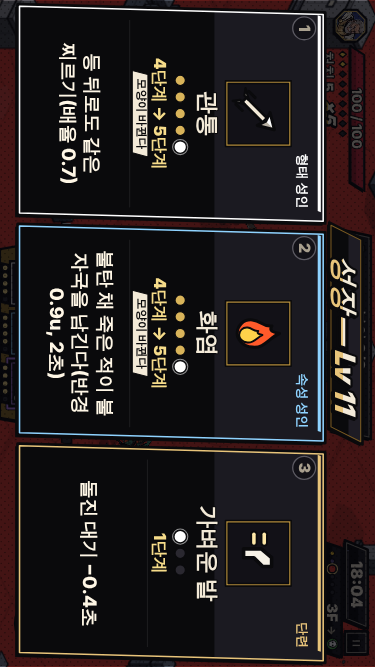 100 / 100
18:04
3F
성장 — Lv 11
1
형태 성인
관통
4단계 → 5단계
모양이 바뀐다
등 뒤로도 같은
찌르기(배율 0.7)
2
속성 성인
화염
4단계 → 5단계
모양이 바뀐다
불탄 채 죽은 적이 불
자국을 남긴다(반경
0.9u, 2초)
3
단련
가벼운 발
1단계
돌진 대기 -0.4초